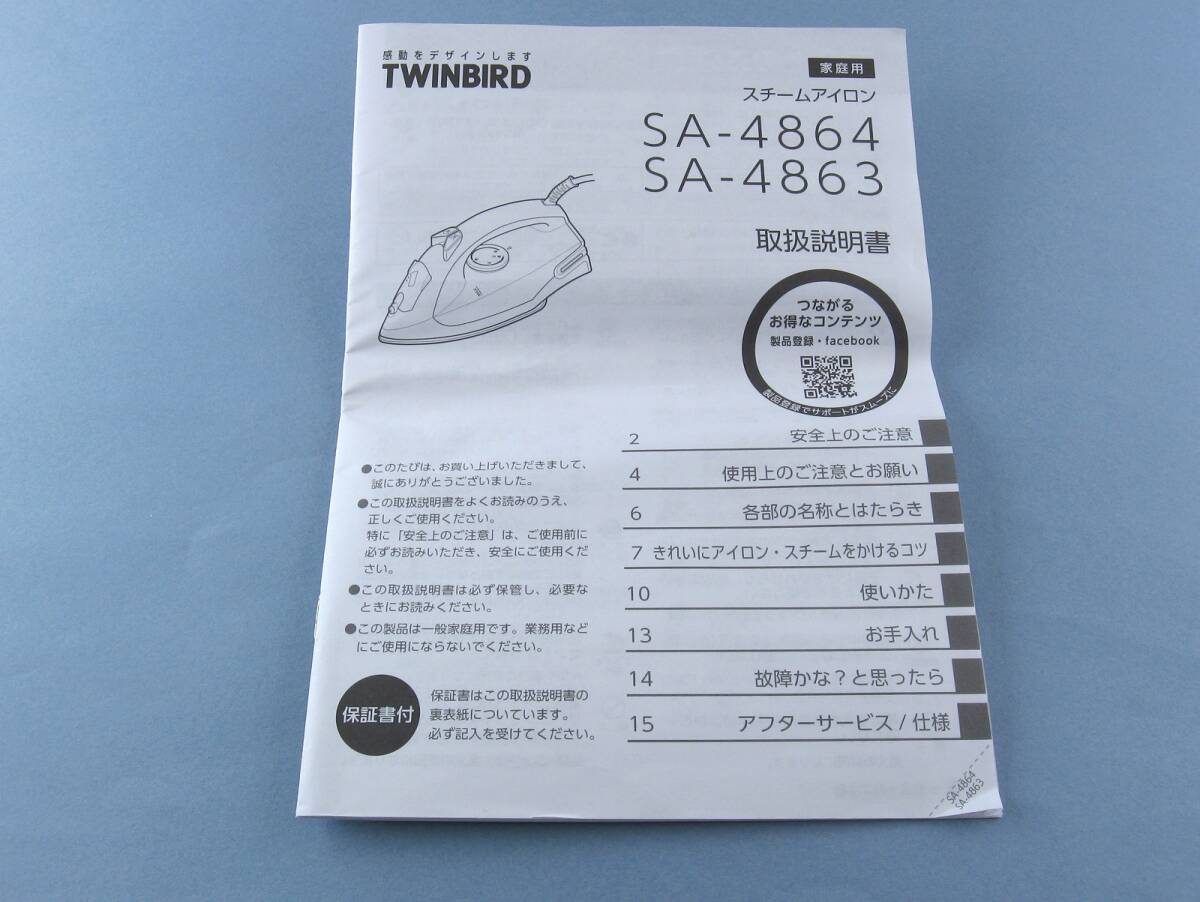 感動をデザインします
TWINBIRD
家庭用
スチームアイロン
SA-4864
SA-4863
取扱説明書
つながる
お得なコンテンツ
製品登録・facebook
製品登録でサポートがスムーズに
●このたびは、お買い上げいただきまして、
誠にありがとうございました。
●この取扱説明書をよくお読みのうえ、
正しくご使用ください。
特に「安全上のご注意」は、ご使用前に
必ずお読みいただき、安全にご使用くだ
さい。
●この取扱説明書は必ず保管し、必要な
ときにお読みください。
●この製品は一般家庭用です。業務用など
にご使用にならないでください。
保証書付
保証書はこの取扱説明書の
裏表紙についています。
必ず記入を受けてください。
2 安全上のご注意
4 使用上のご注意とお願い
6 各部の名称とはたらき
7 きれいにアイロン・スチームをかけるコツ
10 使いかた
13 お手入れ
14 故障かな？と思ったら
15 アフターサービス / 仕様
SA-4864
SA-4863